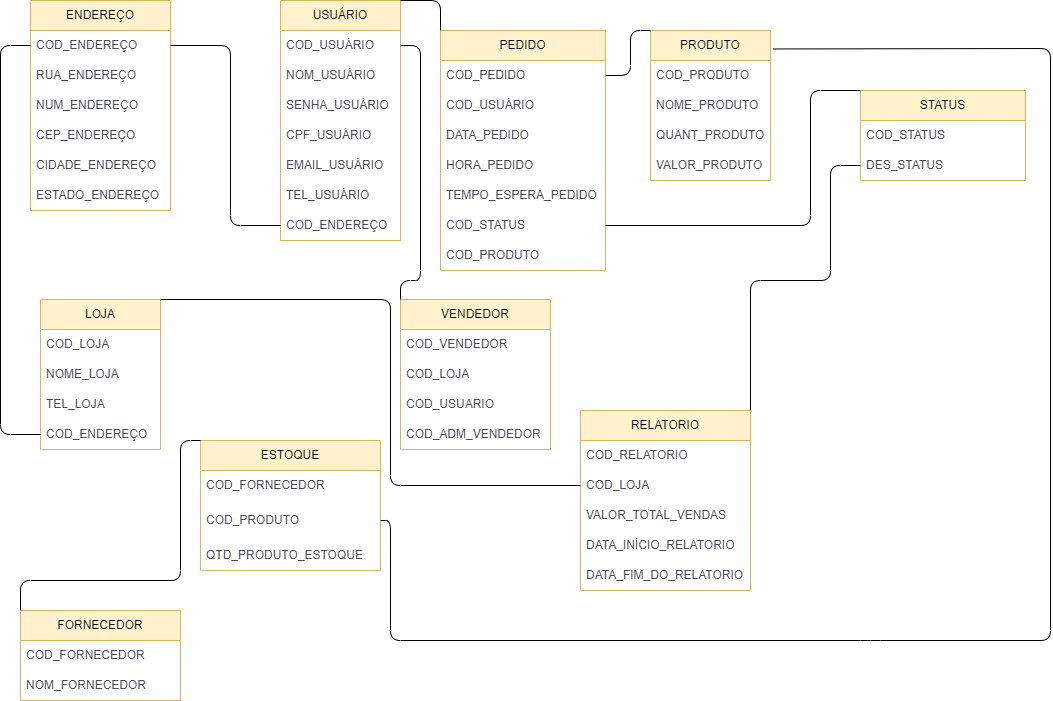 ENDEREÇO
COD_ENDEREÇO
RUA_ENDEREÇO
NUM_ENDEREÇO
CEP_ENDEREÇO
CIDADE_ENDEREÇO
ESTADO_ENDEREÇO
USUÁRIO
COD_USUÁRIO
NOM_USUÁRIO
SENHA_USUÁRIO
CPF_USUÁRIO
EMAIL_USUÁRIO
TEL_USUÁRIO
COD_ENDEREÇO
PEDIDO
COD_PEDIDO
COD_USUÁRIO
DATA_PEDIDO
HORA_PEDIDO
TEMPO_ESPERA_PEDIDO
COD_STATUS
COD_PRODUTO
PRODUTO
COD_PRODUTO
NOME_PRODUTO
QUANT_PRODUTO
VALOR_PRODUTO
STATUS
COD_STATUS
DES_STATUS
LOJA
COD_LOJA
NOME_LOJA
TEL_LOJA
COD_ENDEREÇO
VENDEDOR
COD_VENDEDOR
COD_LOJA
COD_USUARIO
COD_ADM_VENDEDOR
RELATORIO
COD_RELATORIO
COD_LOJA
VALOR_TOTAL_VENDAS
DATA_INÍCIO_RELATORIO
DATA_FIM_DO_RELATORIO
ESTOQUE
COD_FORNECEDOR
COD_PRODUTO
QTD_PRODUTO_ESTOQUE
FORNECEDOR
COD_FORNECEDOR
NOM_FORNECEDOR